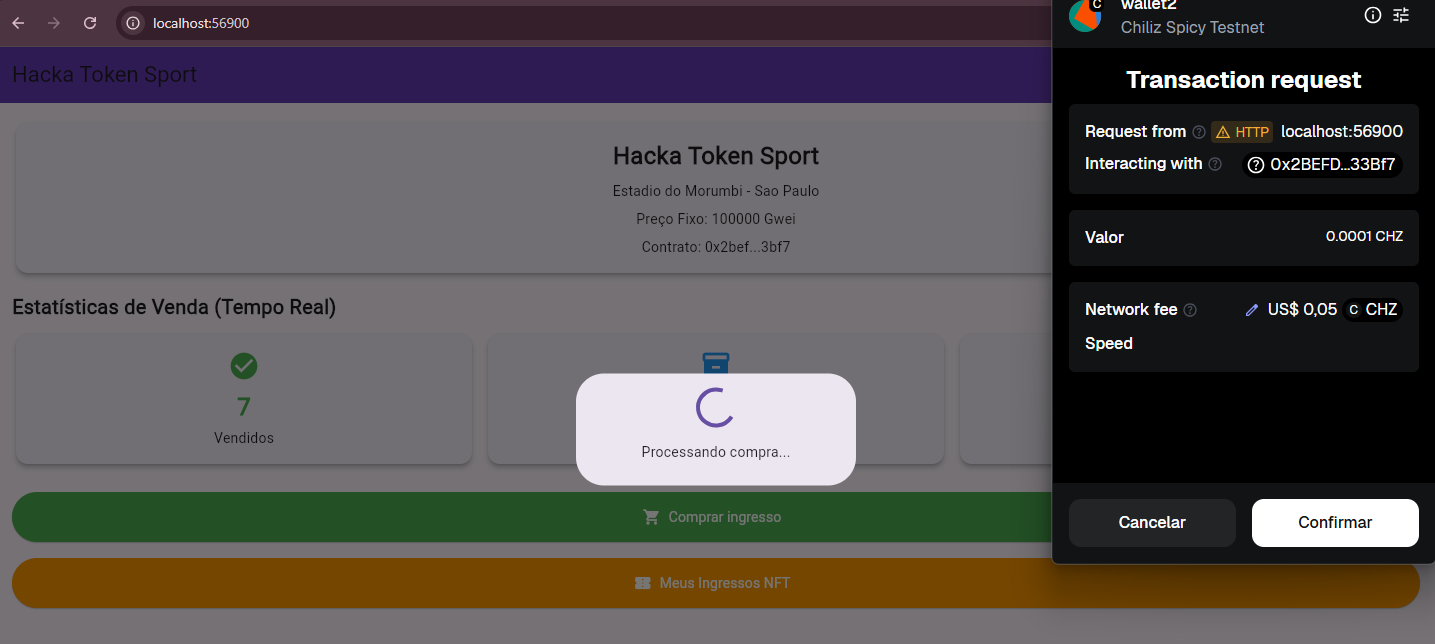 localhost:56900
Hacka Token Sport
Hacka Token Sport
Estadio do Morumbi - Sao Paulo
Preço Fixo: 100000 Gwei
Contrato: 0x2bef...3bf7
Estatísticas de Venda (Tempo Real)
7
Vendidos
Processando compra...
Comprar ingresso
Meus Ingressos NFT
C
wallet2
Chiliz Spicy Testnet
Transaction request
Request from ? HTTP localhost:56900
Interacting with ? ? 0x2BEFD...33Bf7
Valor 0.0001 CHZ
Network fee ? US$ 0,05 C CHZ
Speed
Cancelar Confirmar